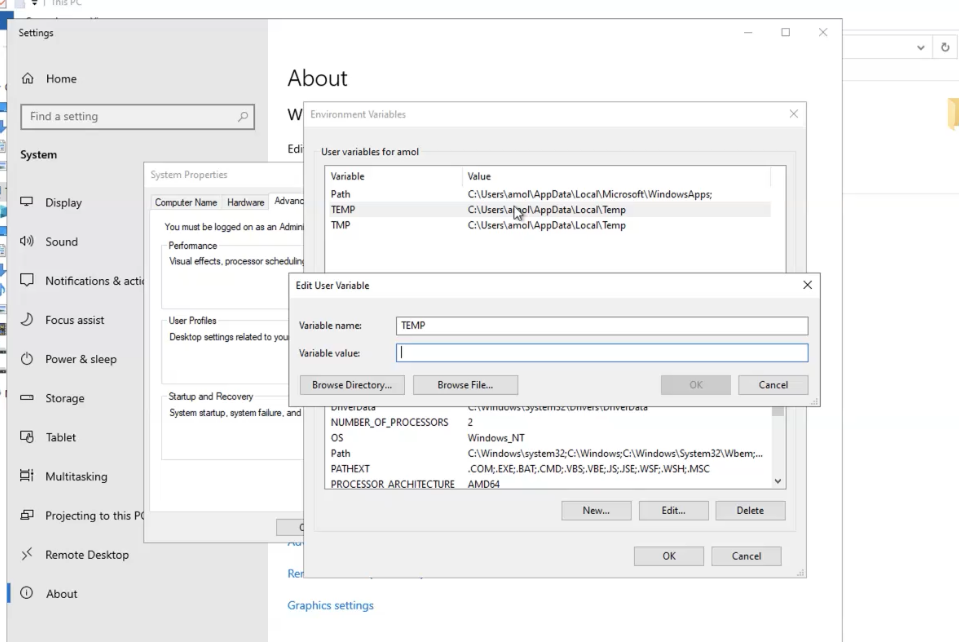 This PC
Settings
Home
Find a setting
System
Display
Sound
Notifications & acti
Focus assist
Power & sleep
Storage
Tablet
Multitasking
Projecting to this PC
Remote Desktop
About
About
W
Edi
Graphics settings
System Properties
Computer Name Hardware Advanc
You must be logged on as an Admini
Performance
Visual effects, processor scheduling
User Profiles
Desktop settings related to your
Startup and Recovery
System startup, system failure, and
Environment Variables
User variables for amol
Variable Value
Path C:\Users\amol\AppData\Local\Microsoft\WindowsApps;
TEMP C:\Users\amol\AppData\Local\Temp
TMP C:\Users\amol\AppData\Local\Temp
Edit User Variable
Variable name: TEMP
Variable value:
Browse Directory... Browse File... OK Cancel
DriverData C:\Windows\System32\Drivers\DriverData
NUMBER_OF_PROCESSORS 2
OS Windows_NT
Path C:\Windows\system32;C:\Windows;C:\Windows\System32\Wbem;...
PATHEXT .COM;.EXE;.BAT;.CMD;.VBS;.VBE;.JS;.JSE;.WSF;.WSH;.MSC
PROCESSOR_ARCHITECTURE AMD64
New... Edit... Delete
OK Cancel